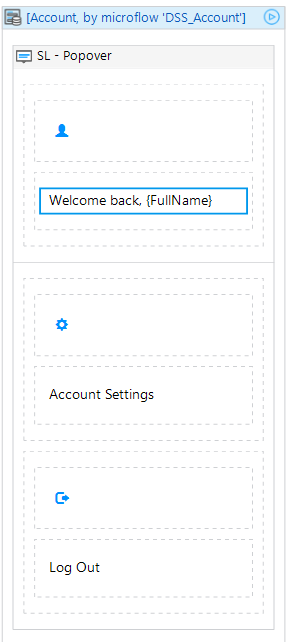 [Account, by microflow 'DSS_Account']
SL - Popover
Welcome back, {FullName}
Account Settings
Log Out